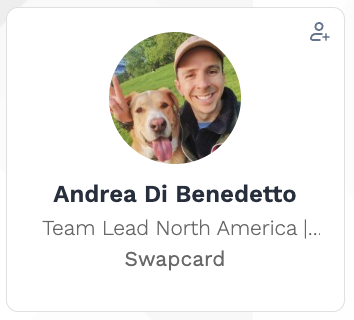 Andrea Di Benedetto
Team Lead North America |...
Swapcard